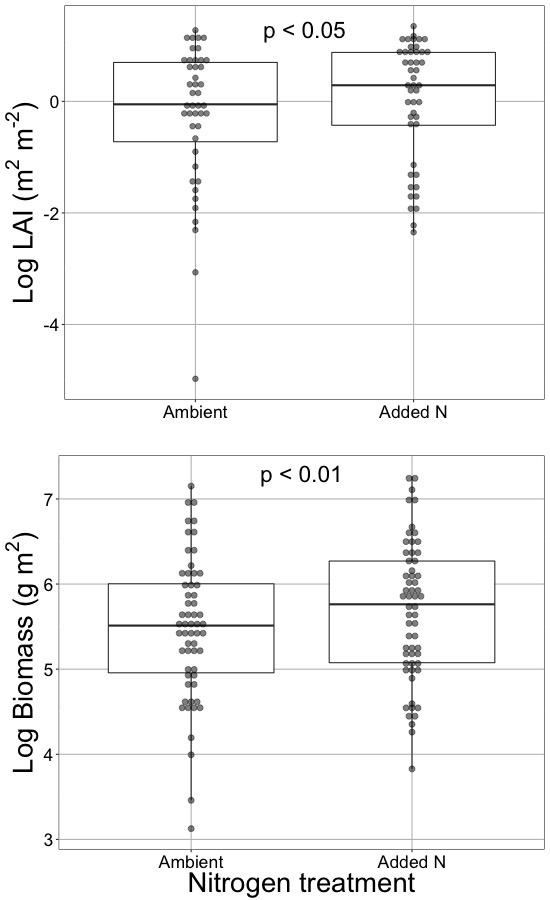 p < 0.05
Log LAI (m² m⁻²)
0
-2
-4
Ambient Added N
p < 0.01
Log Biomass (g m²)
7
6
5
4
3
Ambient Added N
Nitrogen treatment